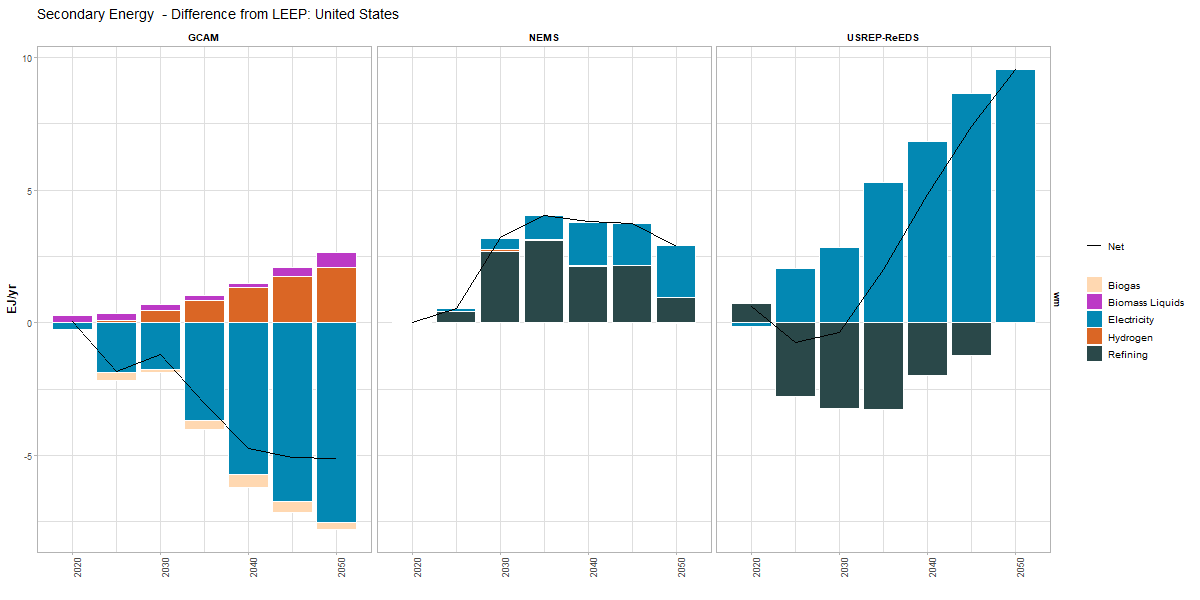 Secondary Energy  - Difference from LEEP: United States
GCAM
NEMS
USREP-ReEDS
EJ/yr
10
5
0
-5
2020
2030
2040
2050
2020
2030
2040
2050
2020
2030
2040
2050
wm
Net
Biogas
Biomass Liquids
Electricity
Hydrogen
Refining